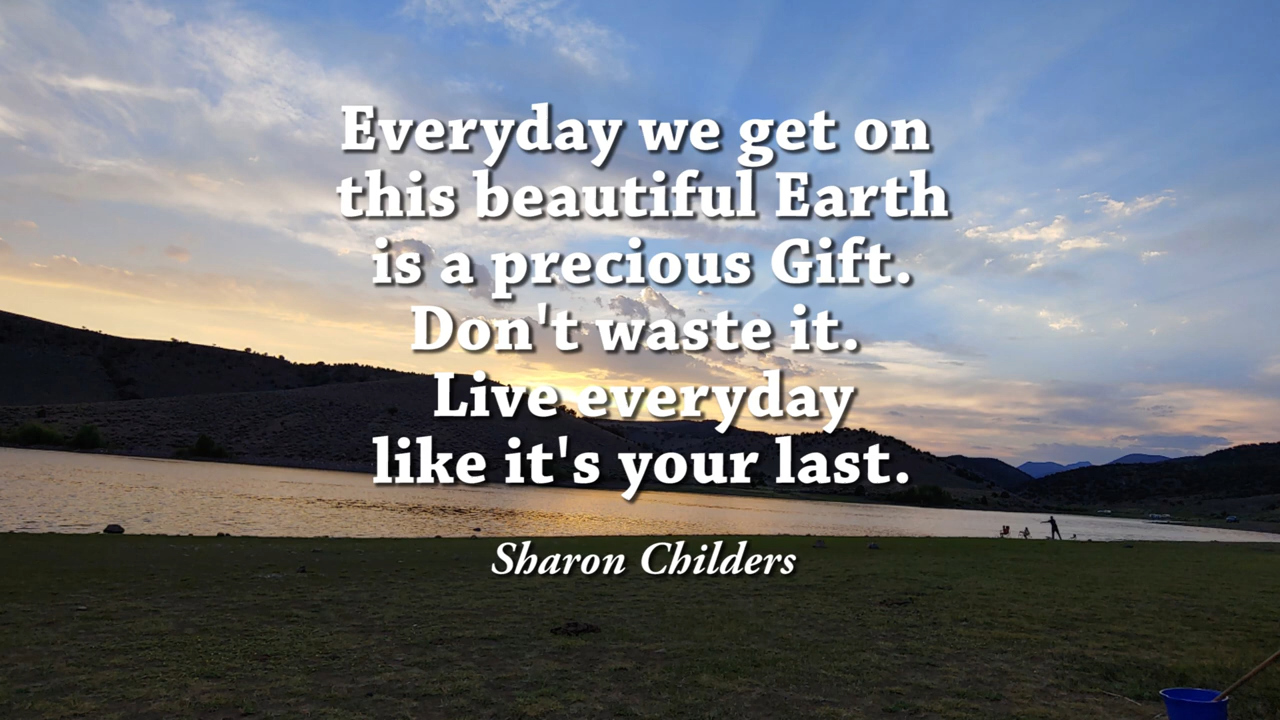 Everyday we get on
this beautiful Earth
is a precious Gift.
Don't waste it.
Live everyday
like it's your last.
Sharon Childers